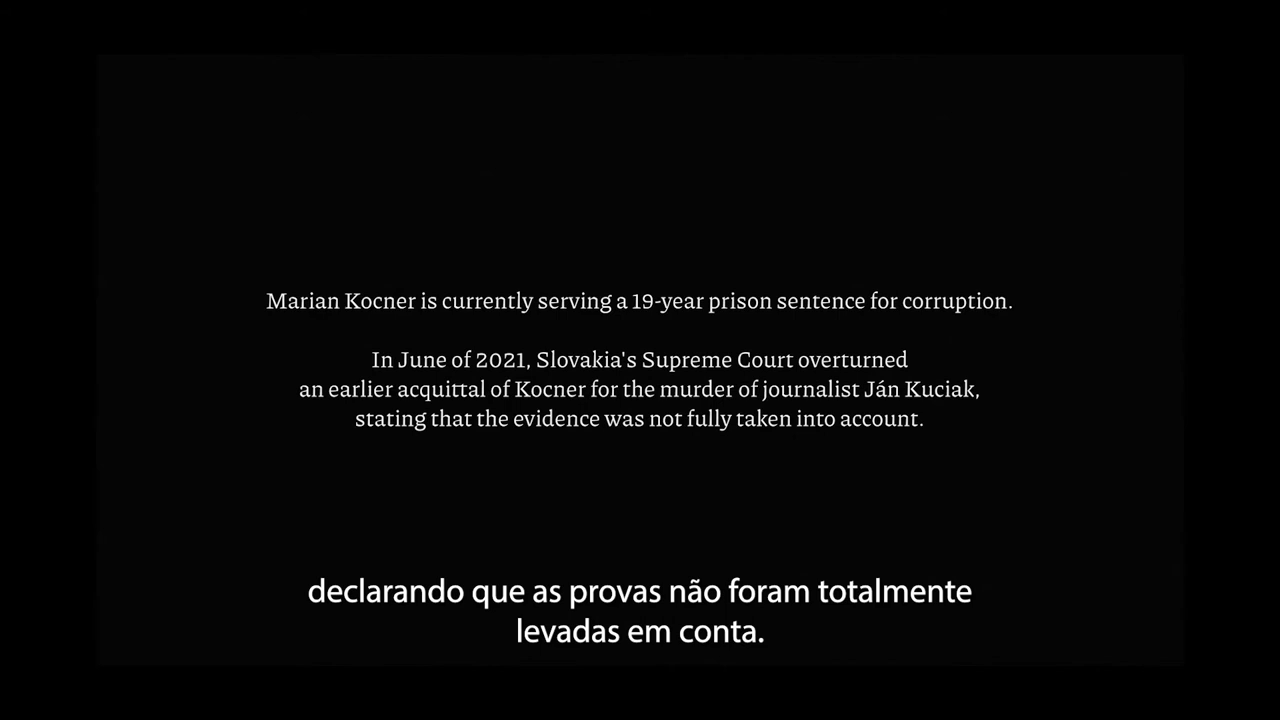 Marian Kocner is currently serving a 19-year prison sentence for corruption.
In June of 2021, Slovakia's Supreme Court overturned
an earlier acquittal of Kocner for the murder of journalist Ján Kuciak,
stating that the evidence was not fully taken into account.
declarando que as provas não foram totalmente
levadas em conta.